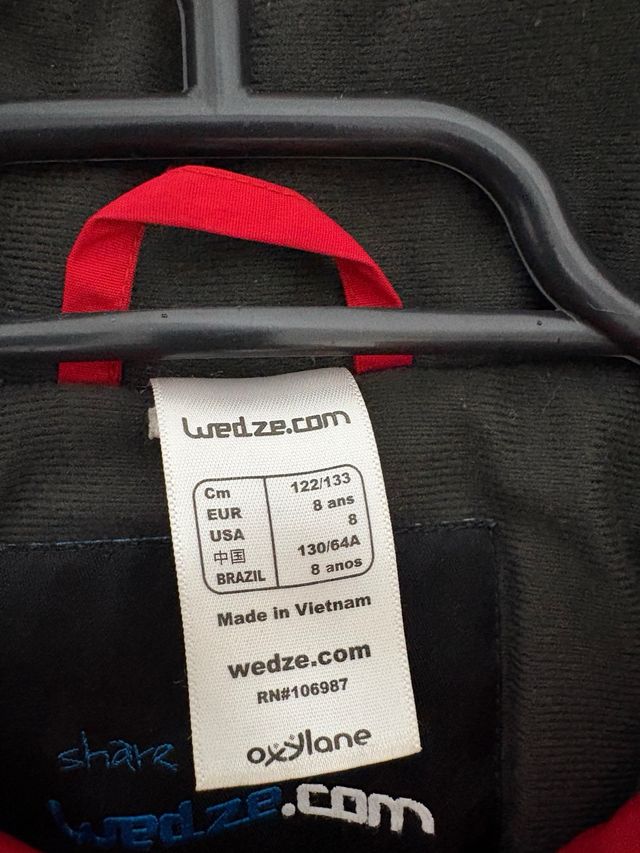 wedze.com
Cm 122/133
EUR 8 ans
USA 8
中国 130/64A
BRAZIL 8 anos
Made in Vietnam
wedze.com
RN#106987
oxylane
share
wedze.com